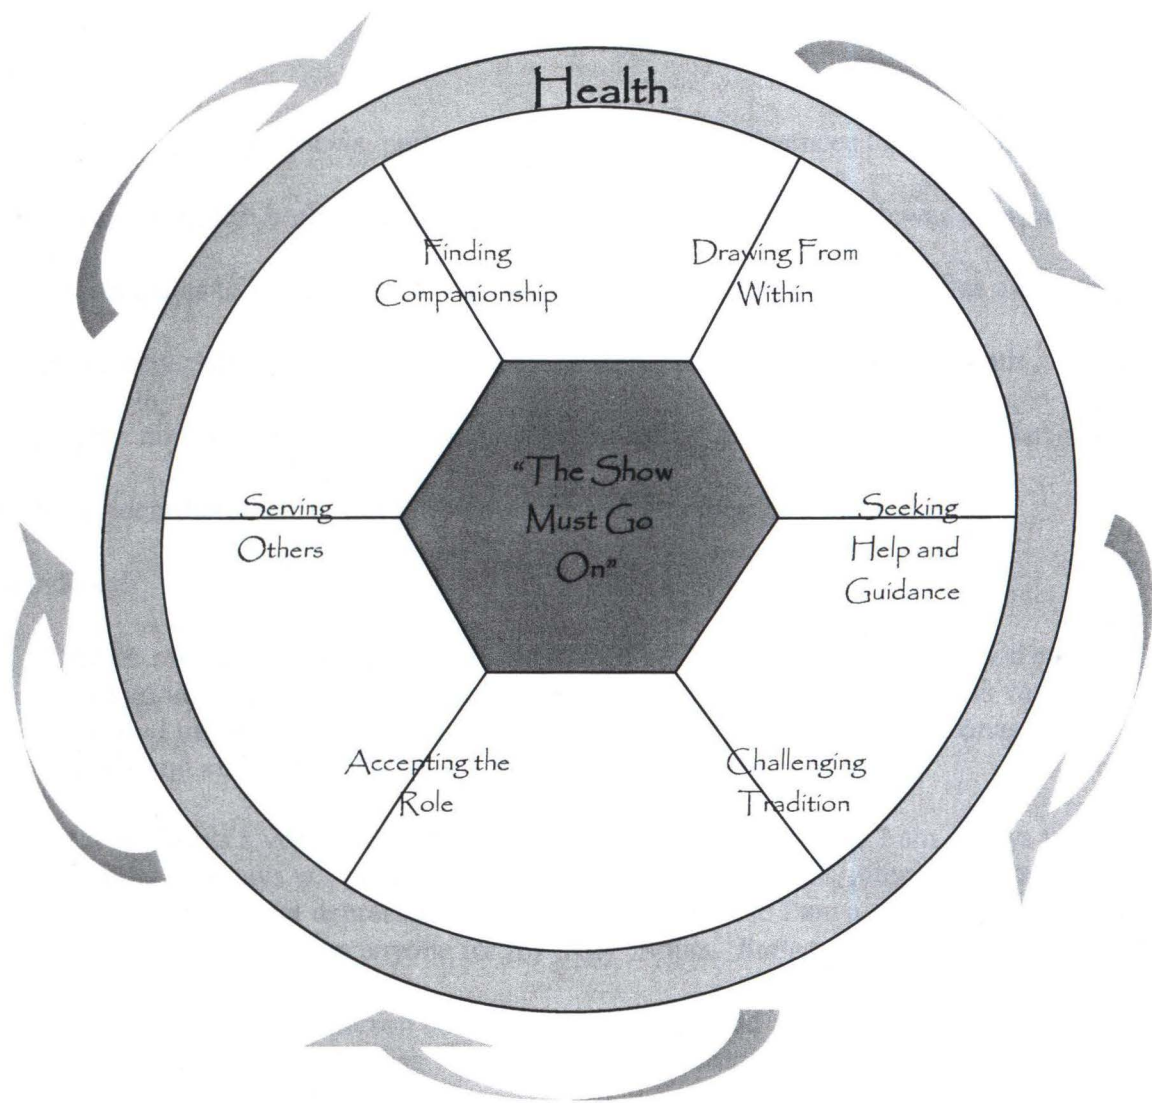 Health
Finding
Companionship
Drawing From
Within
“The Show
Must Go
On”
Serving
Others
Seeking
Help and
Guidance
Accepting the
Role
Challenging
Tradition